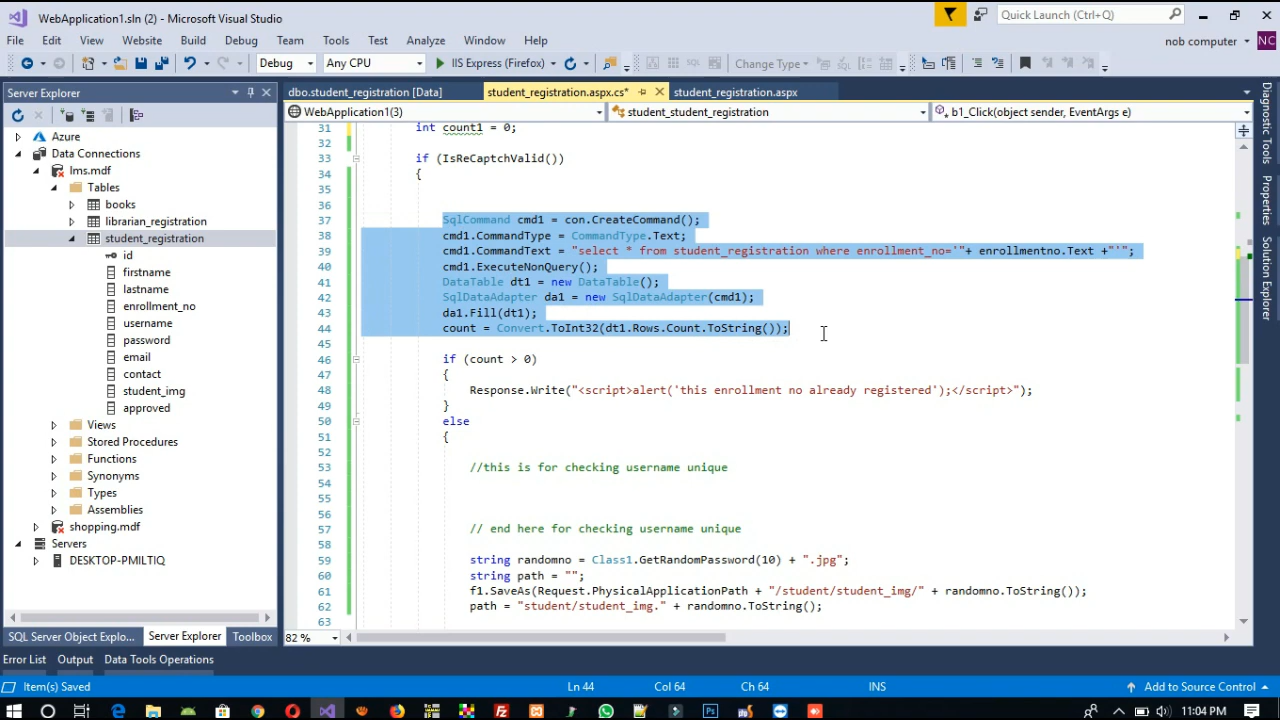 WebApplication1.sln (2) - Microsoft Visual Studio
Quick Launch (Ctrl+Q)
File Edit View Website Build Debug Team Tools Test Analyze Window Help
nob computer NC
Debug Any CPU IIS Express (Firefox) Change Type
Server Explorer
dbo.student_registration [Data] student_registration.aspx.cs* student_registration.aspx
WebApplication1(3) student_student_registration b1_Click(object sender, EventArgs e)
Azure
Data Connections
lms.mdf
Tables
books
librarian_registration
student_registration
id
firstname
lastname
enrollment_no
username
password
email
contact
student_img
approved
Views
Stored Procedures
Functions
Synonyms
Types
Assemblies
shopping.mdf
Servers
DESKTOP-PMILTIQ
SQL Server Object Explo... Server Explorer Toolbox
31 int count1 = 0;
32
33 if (IsReCaptchValid())
34 {
35
36
37 SqlCommand cmd1 = con.CreateCommand();
38 cmd1.CommandType = CommandType.Text;
39 cmd1.CommandText = "select * from student_registration where enrollment_no='"+ enrollmentno.Text +"'";
40 cmd1.ExecuteNonQuery();
41 DataTable dt1 = new DataTable();
42 SqlDataAdapter da1 = new SqlDataAdapter(cmd1);
43 da1.Fill(dt1);
44 count = Convert.ToInt32(dt1.Rows.Count.ToString());
45
46 if (count > 0)
47 {
48 Response.Write("<script>alert('this enrollment no already registered');</script>");
49 }
50 else
51 {
52
53 //this is for checking username unique
54
55
56
57 // end here for checking username unique
58
59 string randomno = Class1.GetRandomPassword(10) + ".jpg";
60 string path = "";
61 f1.SaveAs(Request.PhysicalApplicationPath + "/student/student_img/" + randomno.ToString());
62 path = "student/student_img." + randomno.ToString();
63
82 %
Diagnostic Tools
Properties
Solution Explorer
Error List Output Data Tools Operations
Item(s) Saved Ln 44 Col 64 Ch 64 INS Add to Source Control
11:04 PM